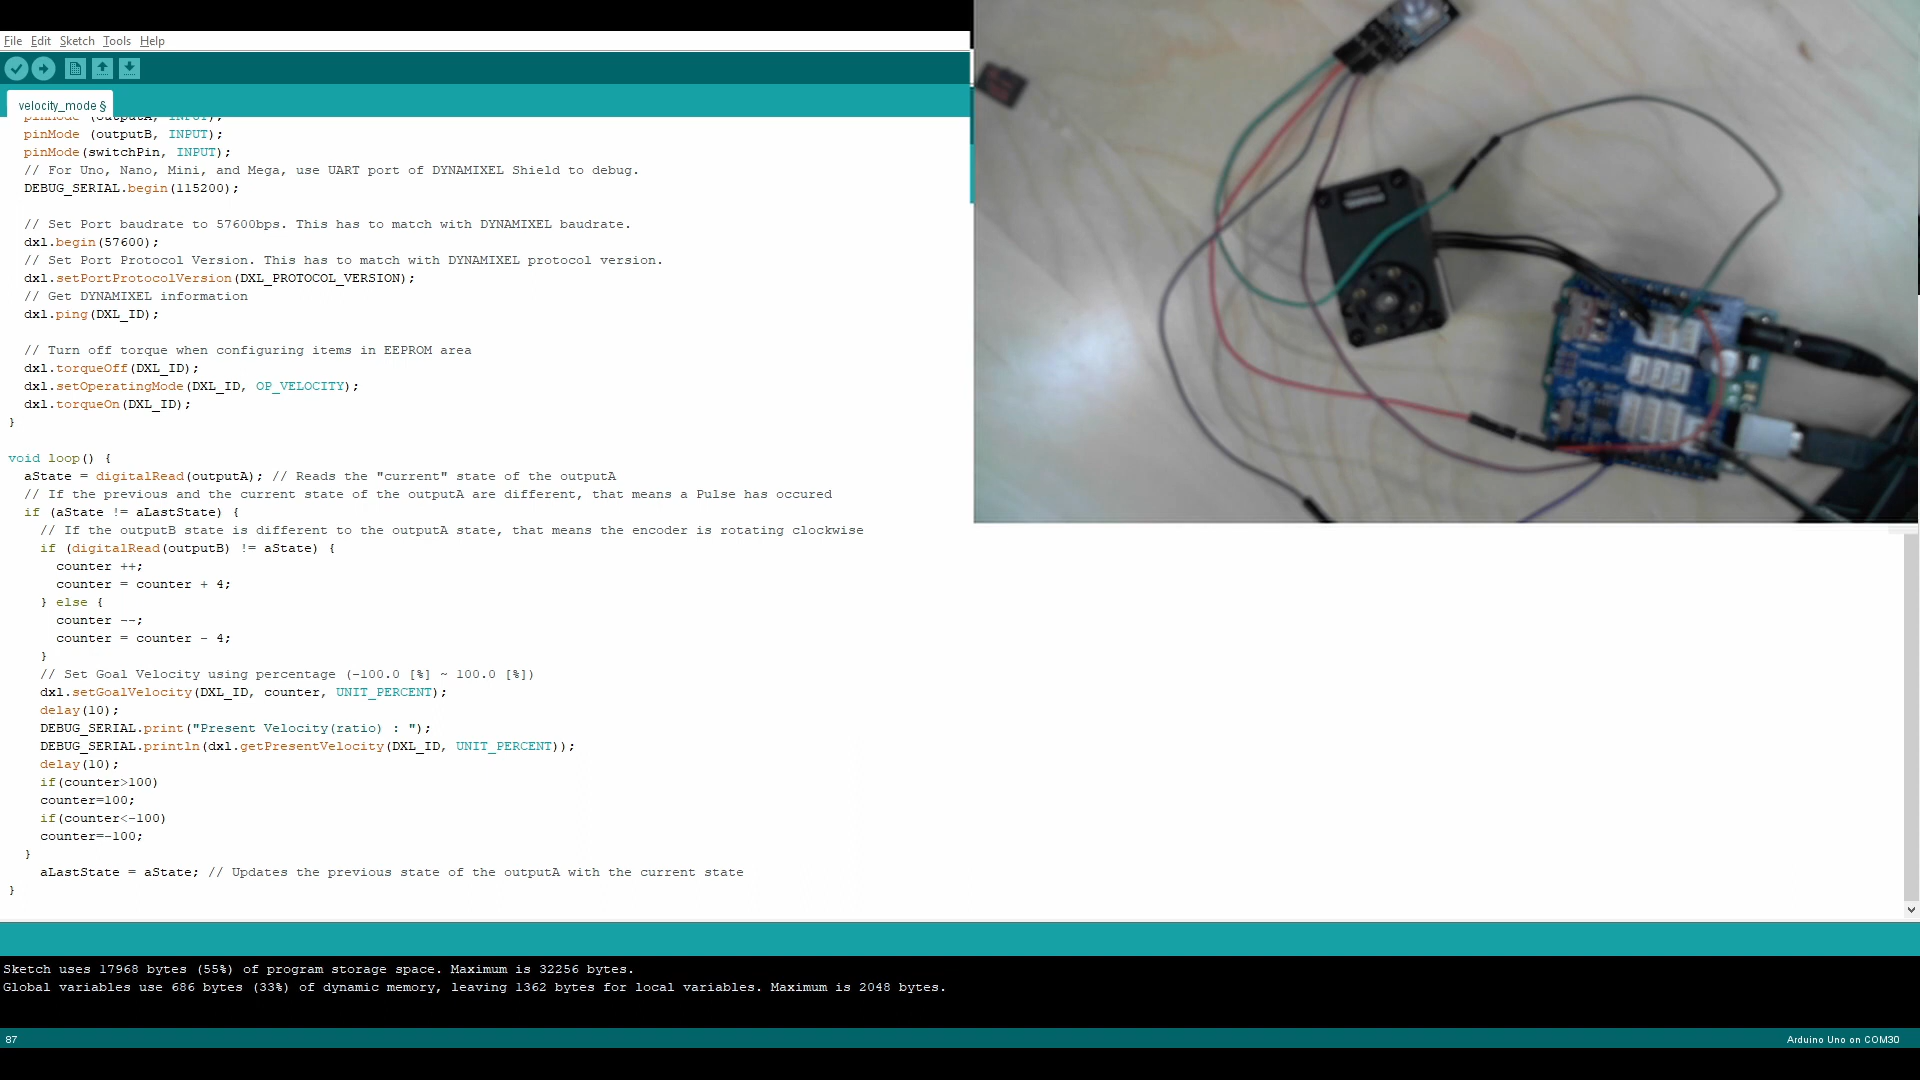 File Edit Sketch Tools Help
velocity_mode §
pinMode (outputA, INPUT);
pinMode (outputB, INPUT);
pinMode(switchPin, INPUT);
// For Uno, Nano, Mini, and Mega, use UART port of DYNAMIXEL Shield to debug.
DEBUG_SERIAL.begin(115200);
// Set Port baudrate to 57600bps. This has to match with DYNAMIXEL baudrate.
dxl.begin(57600);
// Set Port Protocol Version. This has to match with DYNAMIXEL protocol version.
dxl.setPortProtocolVersion(DXL_PROTOCOL_VERSION);
// Get DYNAMIXEL information
dxl.ping(DXL_ID);
// Turn off torque when configuring items in EEPROM area
dxl.torqueOff(DXL_ID);
dxl.setOperatingMode(DXL_ID, OP_VELOCITY);
dxl.torqueOn(DXL_ID);
}
void loop() {
aState = digitalRead(outputA); // Reads the "current" state of the outputA
// If the previous and the current state of the outputA are different, that means a Pulse has occured
if (aState != aLastState) {
// If the outputB state is different to the outputA state, that means the encoder is rotating clockwise
if (digitalRead(outputB) != aState) {
counter ++;
counter = counter + 4;
} else {
counter --;
counter = counter - 4;
}
// Set Goal Velocity using percentage (-100.0 [%] ~ 100.0 [%])
dxl.setGoalVelocity(DXL_ID, counter, UNIT_PERCENT);
delay(10);
DEBUG_SERIAL.print("Present Velocity(ratio) : ");
DEBUG_SERIAL.println(dxl.getPresentVelocity(DXL_ID, UNIT_PERCENT));
delay(10);
if(counter>100)
counter=100;
if(counter<-100)
counter=-100;
}
aLastState = aState; // Updates the previous state of the outputA with the current state
}
Sketch uses 17968 bytes (55%) of program storage space. Maximum is 32256 bytes.
Global variables use 686 bytes (33%) of dynamic memory, leaving 1362 bytes for local variables. Maximum is 2048 bytes.
87
Arduino Uno on COM30